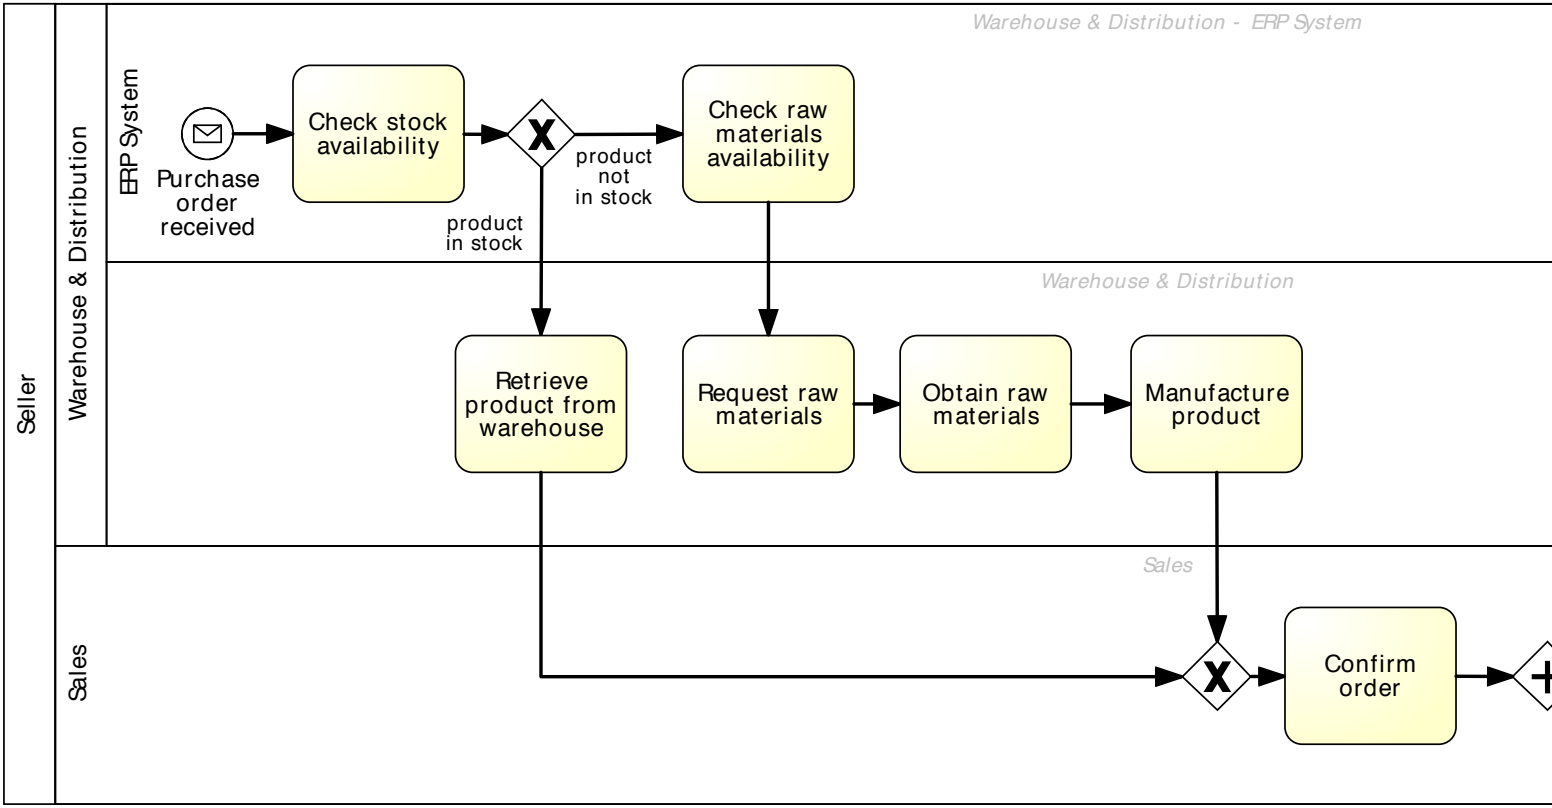 Warehouse & Distribution - ERP System
Seller
Warehouse & Distribution
ERP System
Purchase
order
received
Check stock
availability
product
not
in stock
product
in stock
Check raw
materials
availability
Warehouse & Distribution
Retrieve
product from
warehouse
Request raw
materials
Obtain raw
materials
Manufacture
product
Sales
Sales
Confirm
order